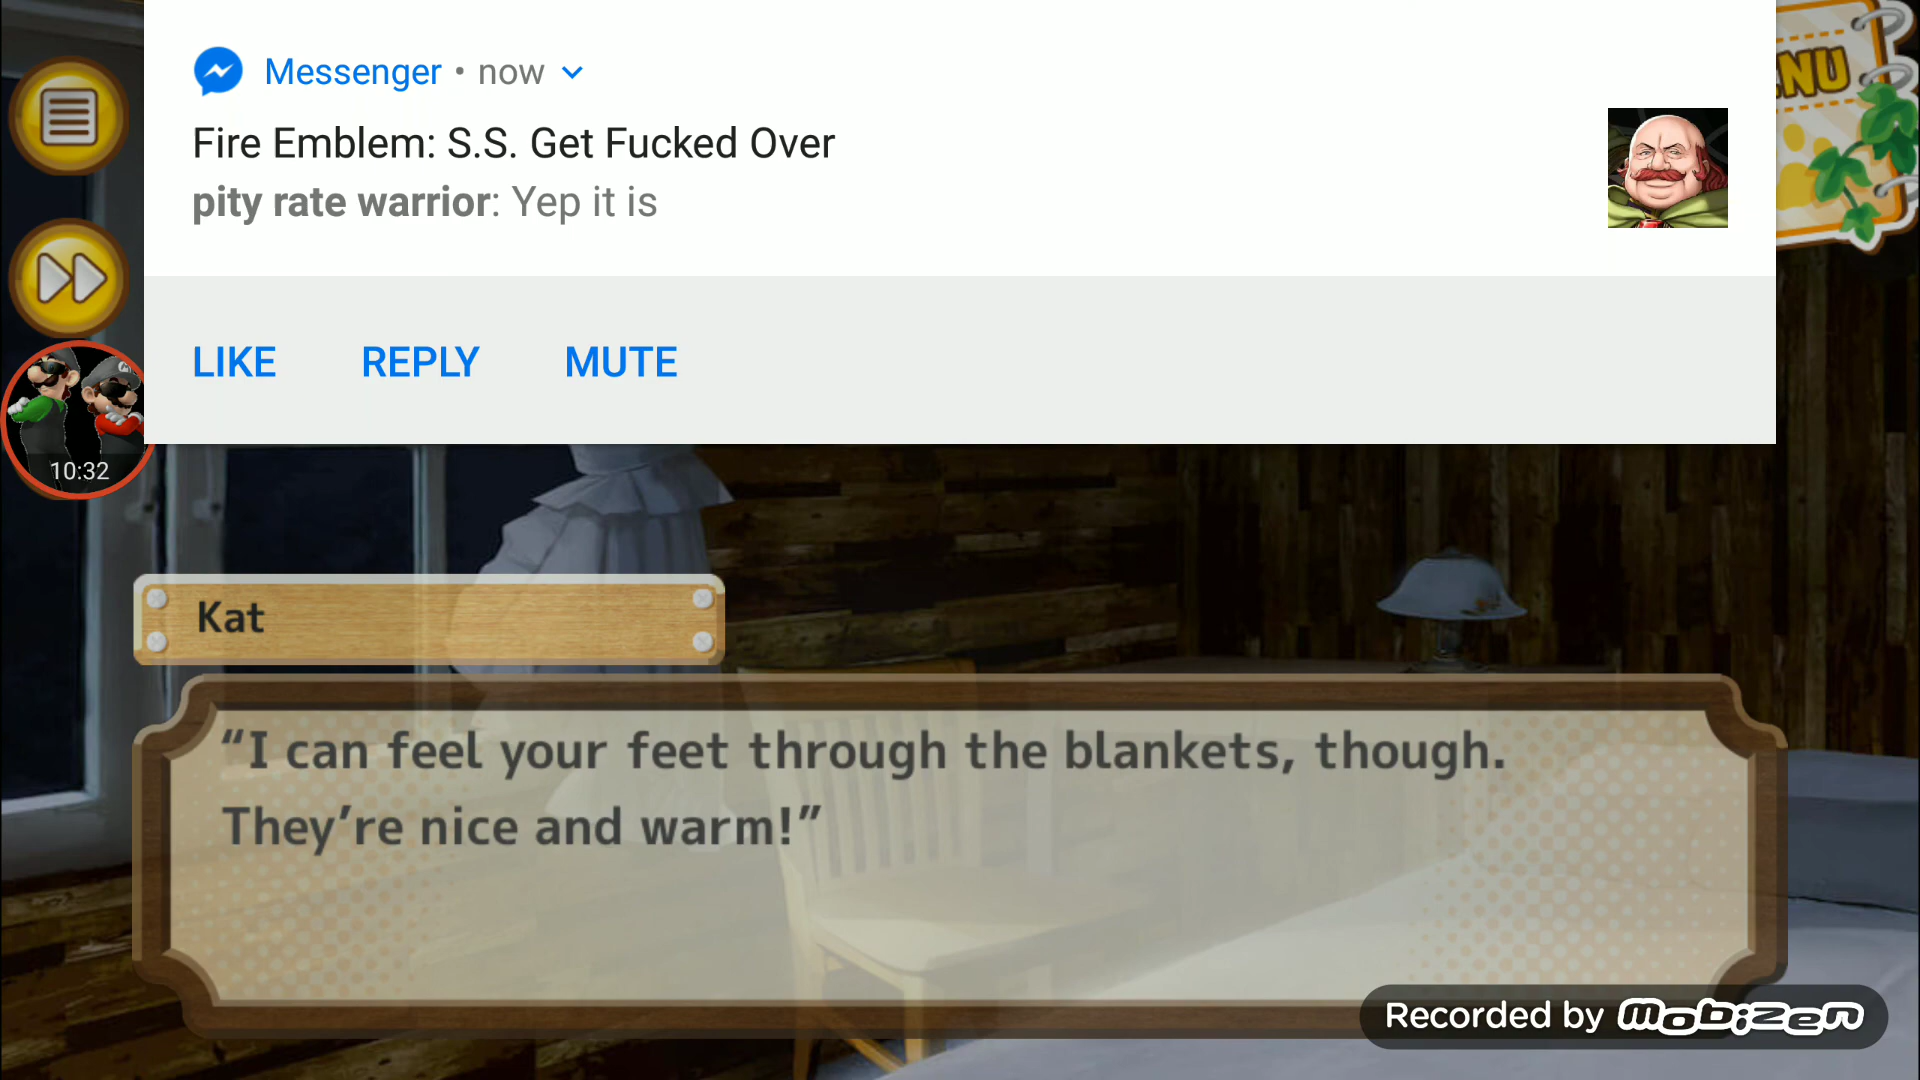 Messenger • now
Fire Emblem: S.S. Get Fucked Over
pity rate warrior: Yep it is
LIKE REPLY MUTE
10:32
Kat
“I can feel your feet through the blankets, though.
They’re nice and warm!”
Recorded by mobizen